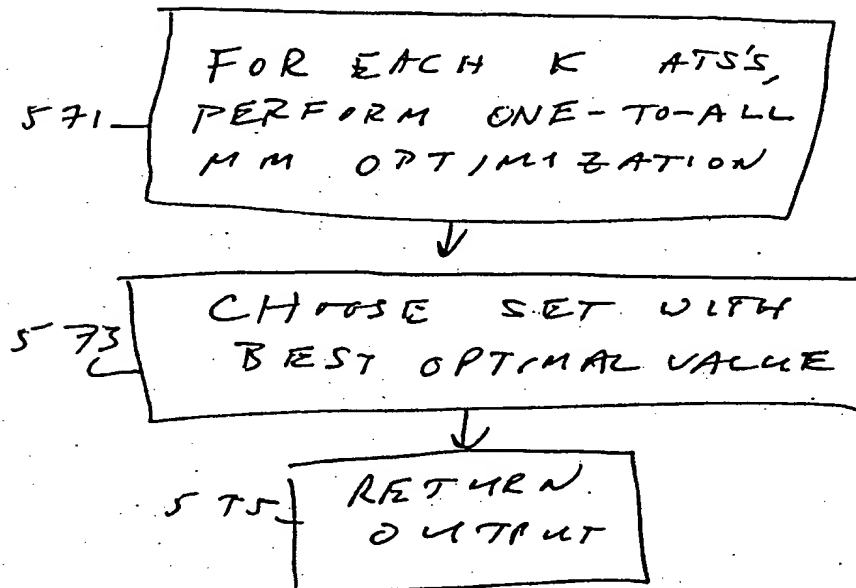 FOR EACH K ATS'S,
571 PERFORM ONE-TO-ALL
MM OPTIMIZATION
CHOOSE SET WITH
573 BEST OPTIMAL VALUE
575 RETURN
OUTPUT